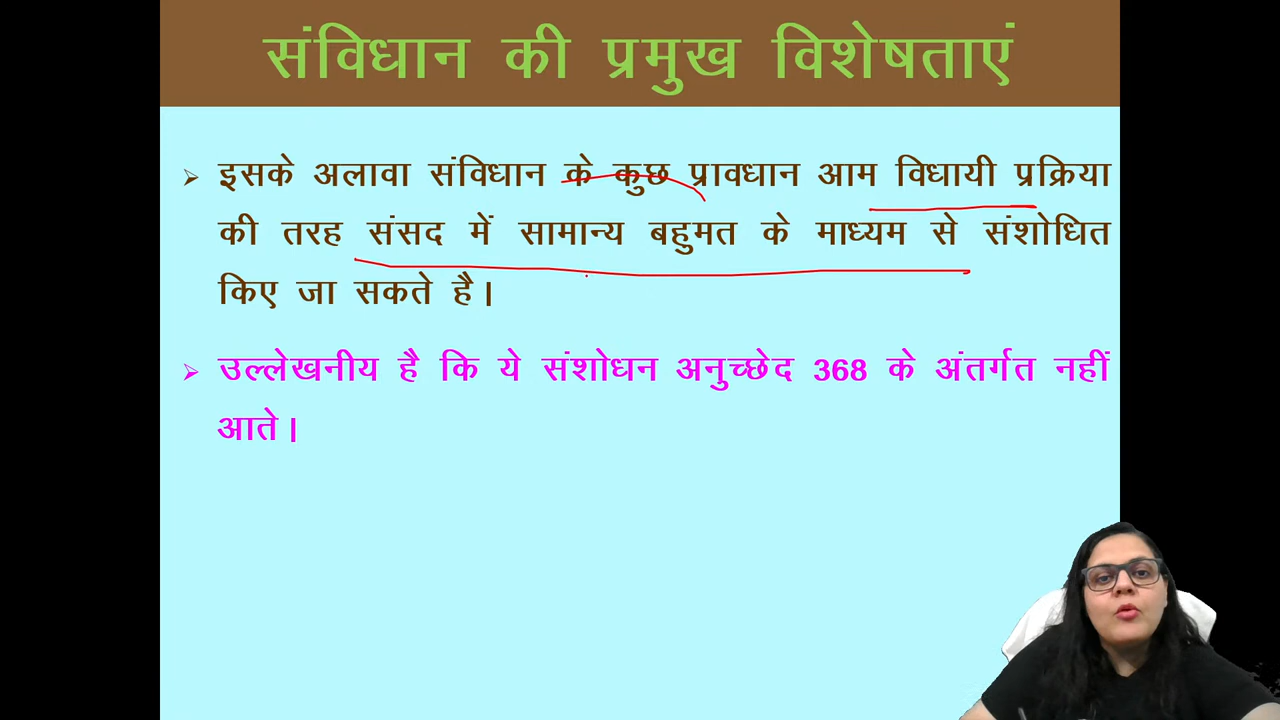 संविधान की प्रमुख विशेषताएं
➢ इसके अलावा संविधान के कुछ प्रावधान आम विधायी प्रक्रिया
की तरह संसद में सामान्य बहुमत के माध्यम से संशोधित
किए जा सकते है।
➢ उल्लेखनीय है कि ये संशोधन अनुच्छेद 368 के अंतर्गत नहीं
आते।